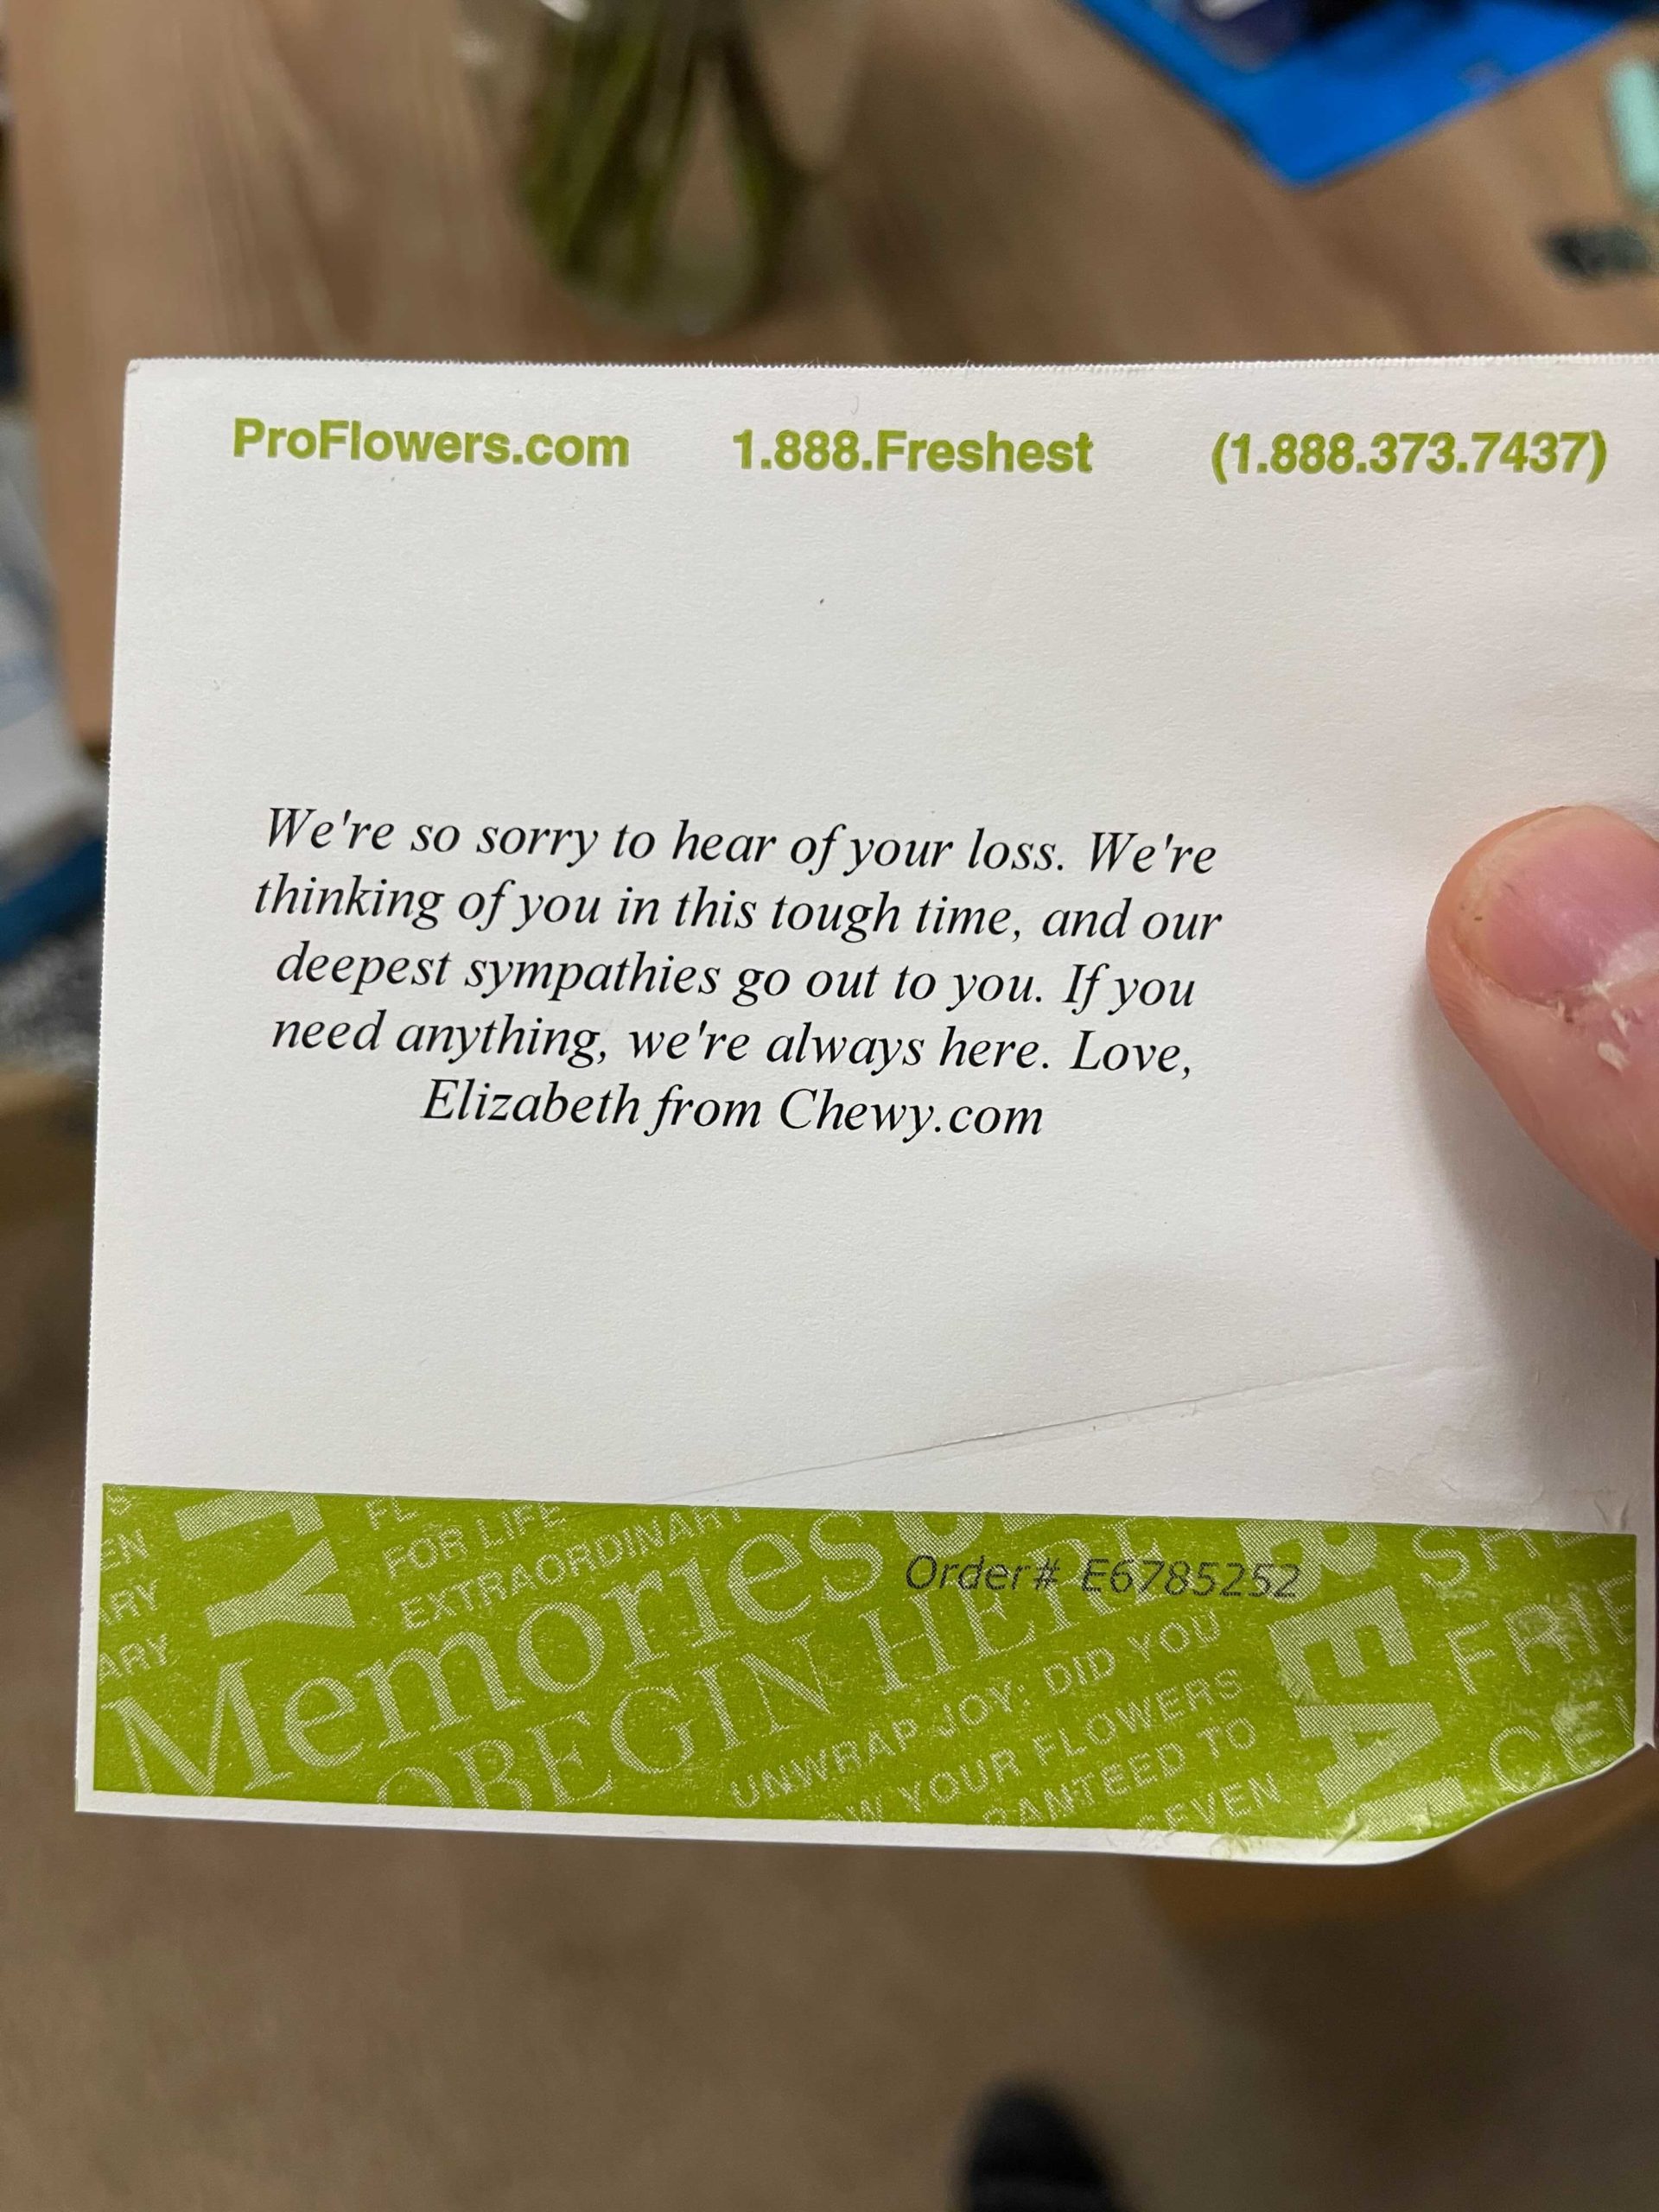 ProFlowers.com 1.888.Freshest (1.888.373.7437)
We're so sorry to hear of your loss. We're
thinking of you in this tough time, and our
deepest sympathies go out to you. If you
need anything, we're always here. Love,
Elizabeth from Chewy.com
Order# E6785252
FOR LIFE
EXTRAORDINARY
Memories
BEGIN HERE
UNWRAP JOY: DID YOU
YOUR FLOWERS
TO